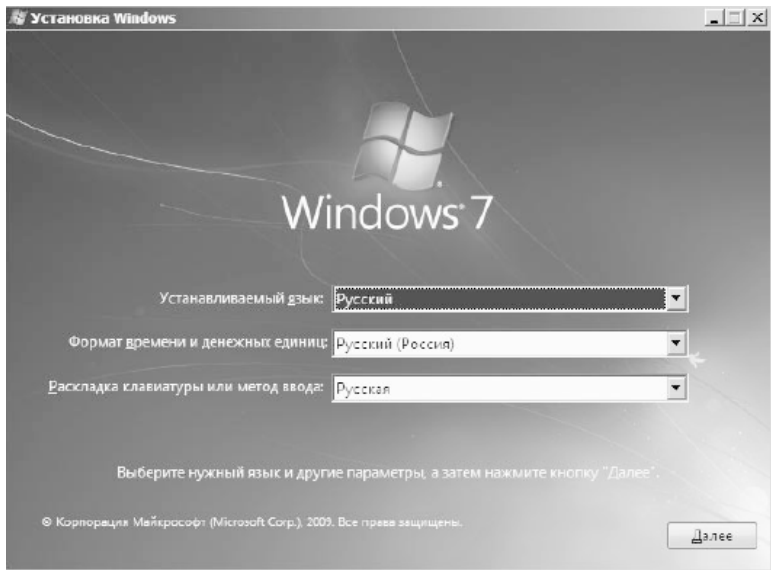 Установка Windows
Windows 7
Устанавливаемый язык: Русский
Формат времени и денежных единиц: Русский (Россия)
Раскладка клавиатуры или метод ввода: Русская
Выберите нужный язык и другие параметры, а затем нажмите кнопку "Далее".
© Корпорация Майкрософт (Microsoft Corp.), 2009. Все права защищены.
Далее